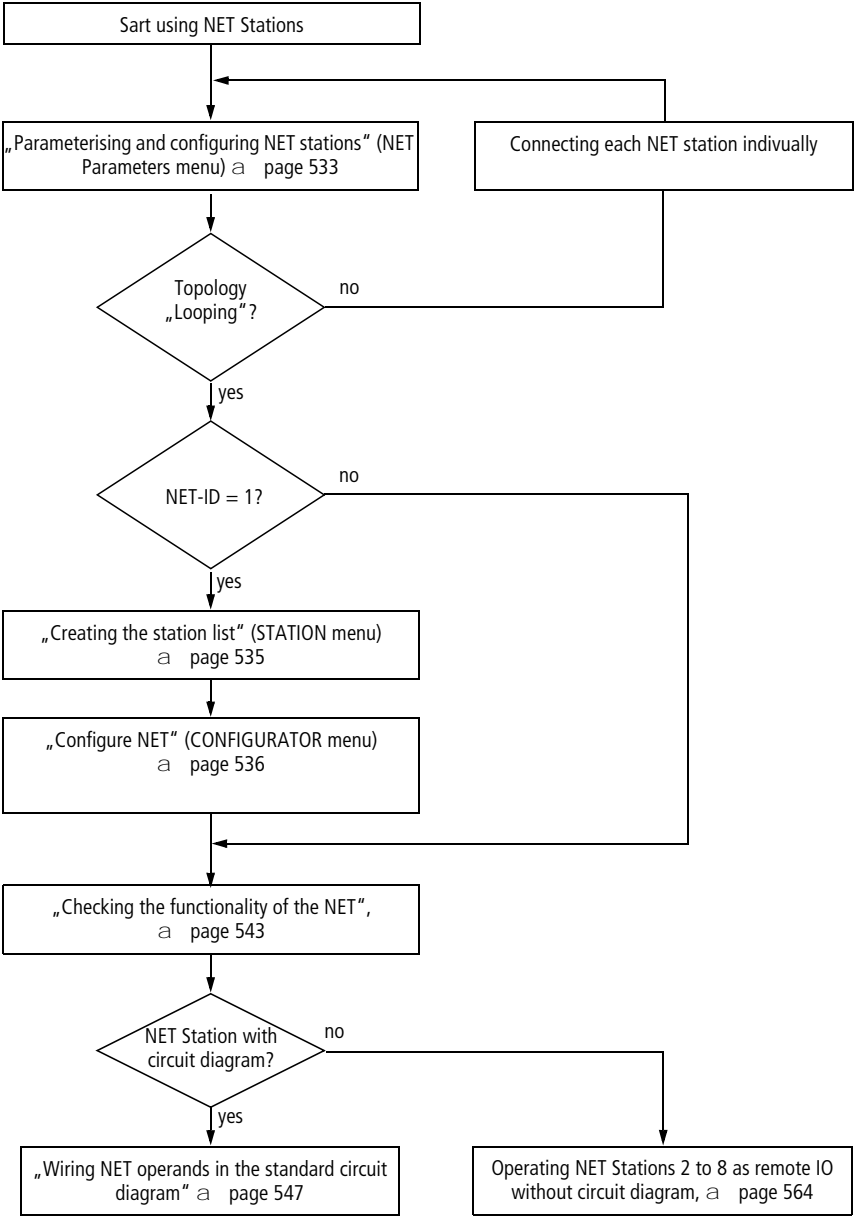 Sart using NET Stations
„Parameterising and configuring NET stations“ (NET
Parameters menu) a page 533
Connecting each NET station indivually
Topology
„Looping“?
no
yes
NET-ID = 1?
no
yes
„Creating the station list“ (STATION menu)
a page 535
„Configure NET“ (CONFIGURATOR menu)
a page 536
„Checking the functionality of the NET“,
a page 543
NET Station with
circuit diagram?
no
yes
„Wiring NET operands in the standard circuit
diagram“ a page 547
Operating NET Stations 2 to 8 as remote IO
without circuit diagram, a page 564